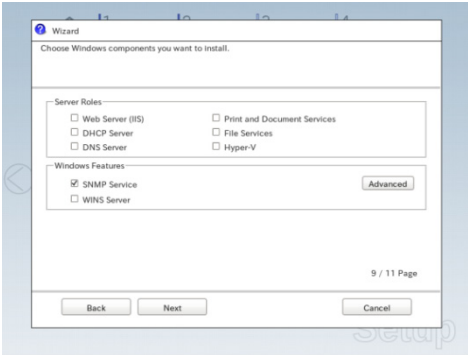 Wizard
Choose Windows components you want to install.
Server Roles
Web Server (IIS)
Print and Document Services
DHCP Server
File Services
DNS Server
Hyper-V
Windows Features
SNMP Service
Advanced
WINS Server
9 / 11 Page
Back
Next
Cancel
Setup